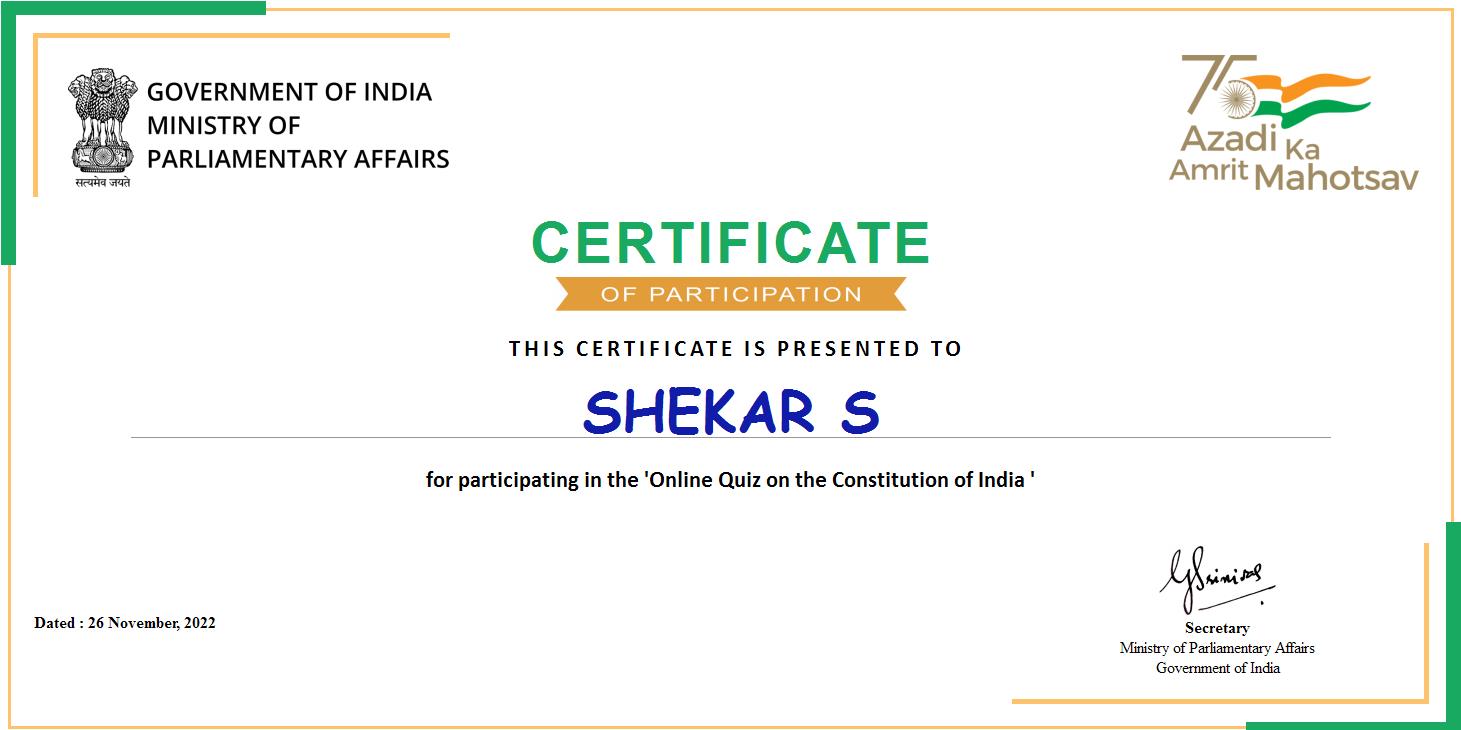 GOVERNMENT OF INDIA
MINISTRY OF
PARLIAMENTARY AFFAIRS
सत्यमेव जयते
75
Azadi Ka
Amrit Mahotsav
CERTIFICATE
OF PARTICIPATION
THIS CERTIFICATE IS PRESENTED TO
SHEKAR S
for participating in the 'Online Quiz on the Constitution of India '
Dated : 26 November, 2022
Secretary
Ministry of Parliamentary Affairs
Government of India